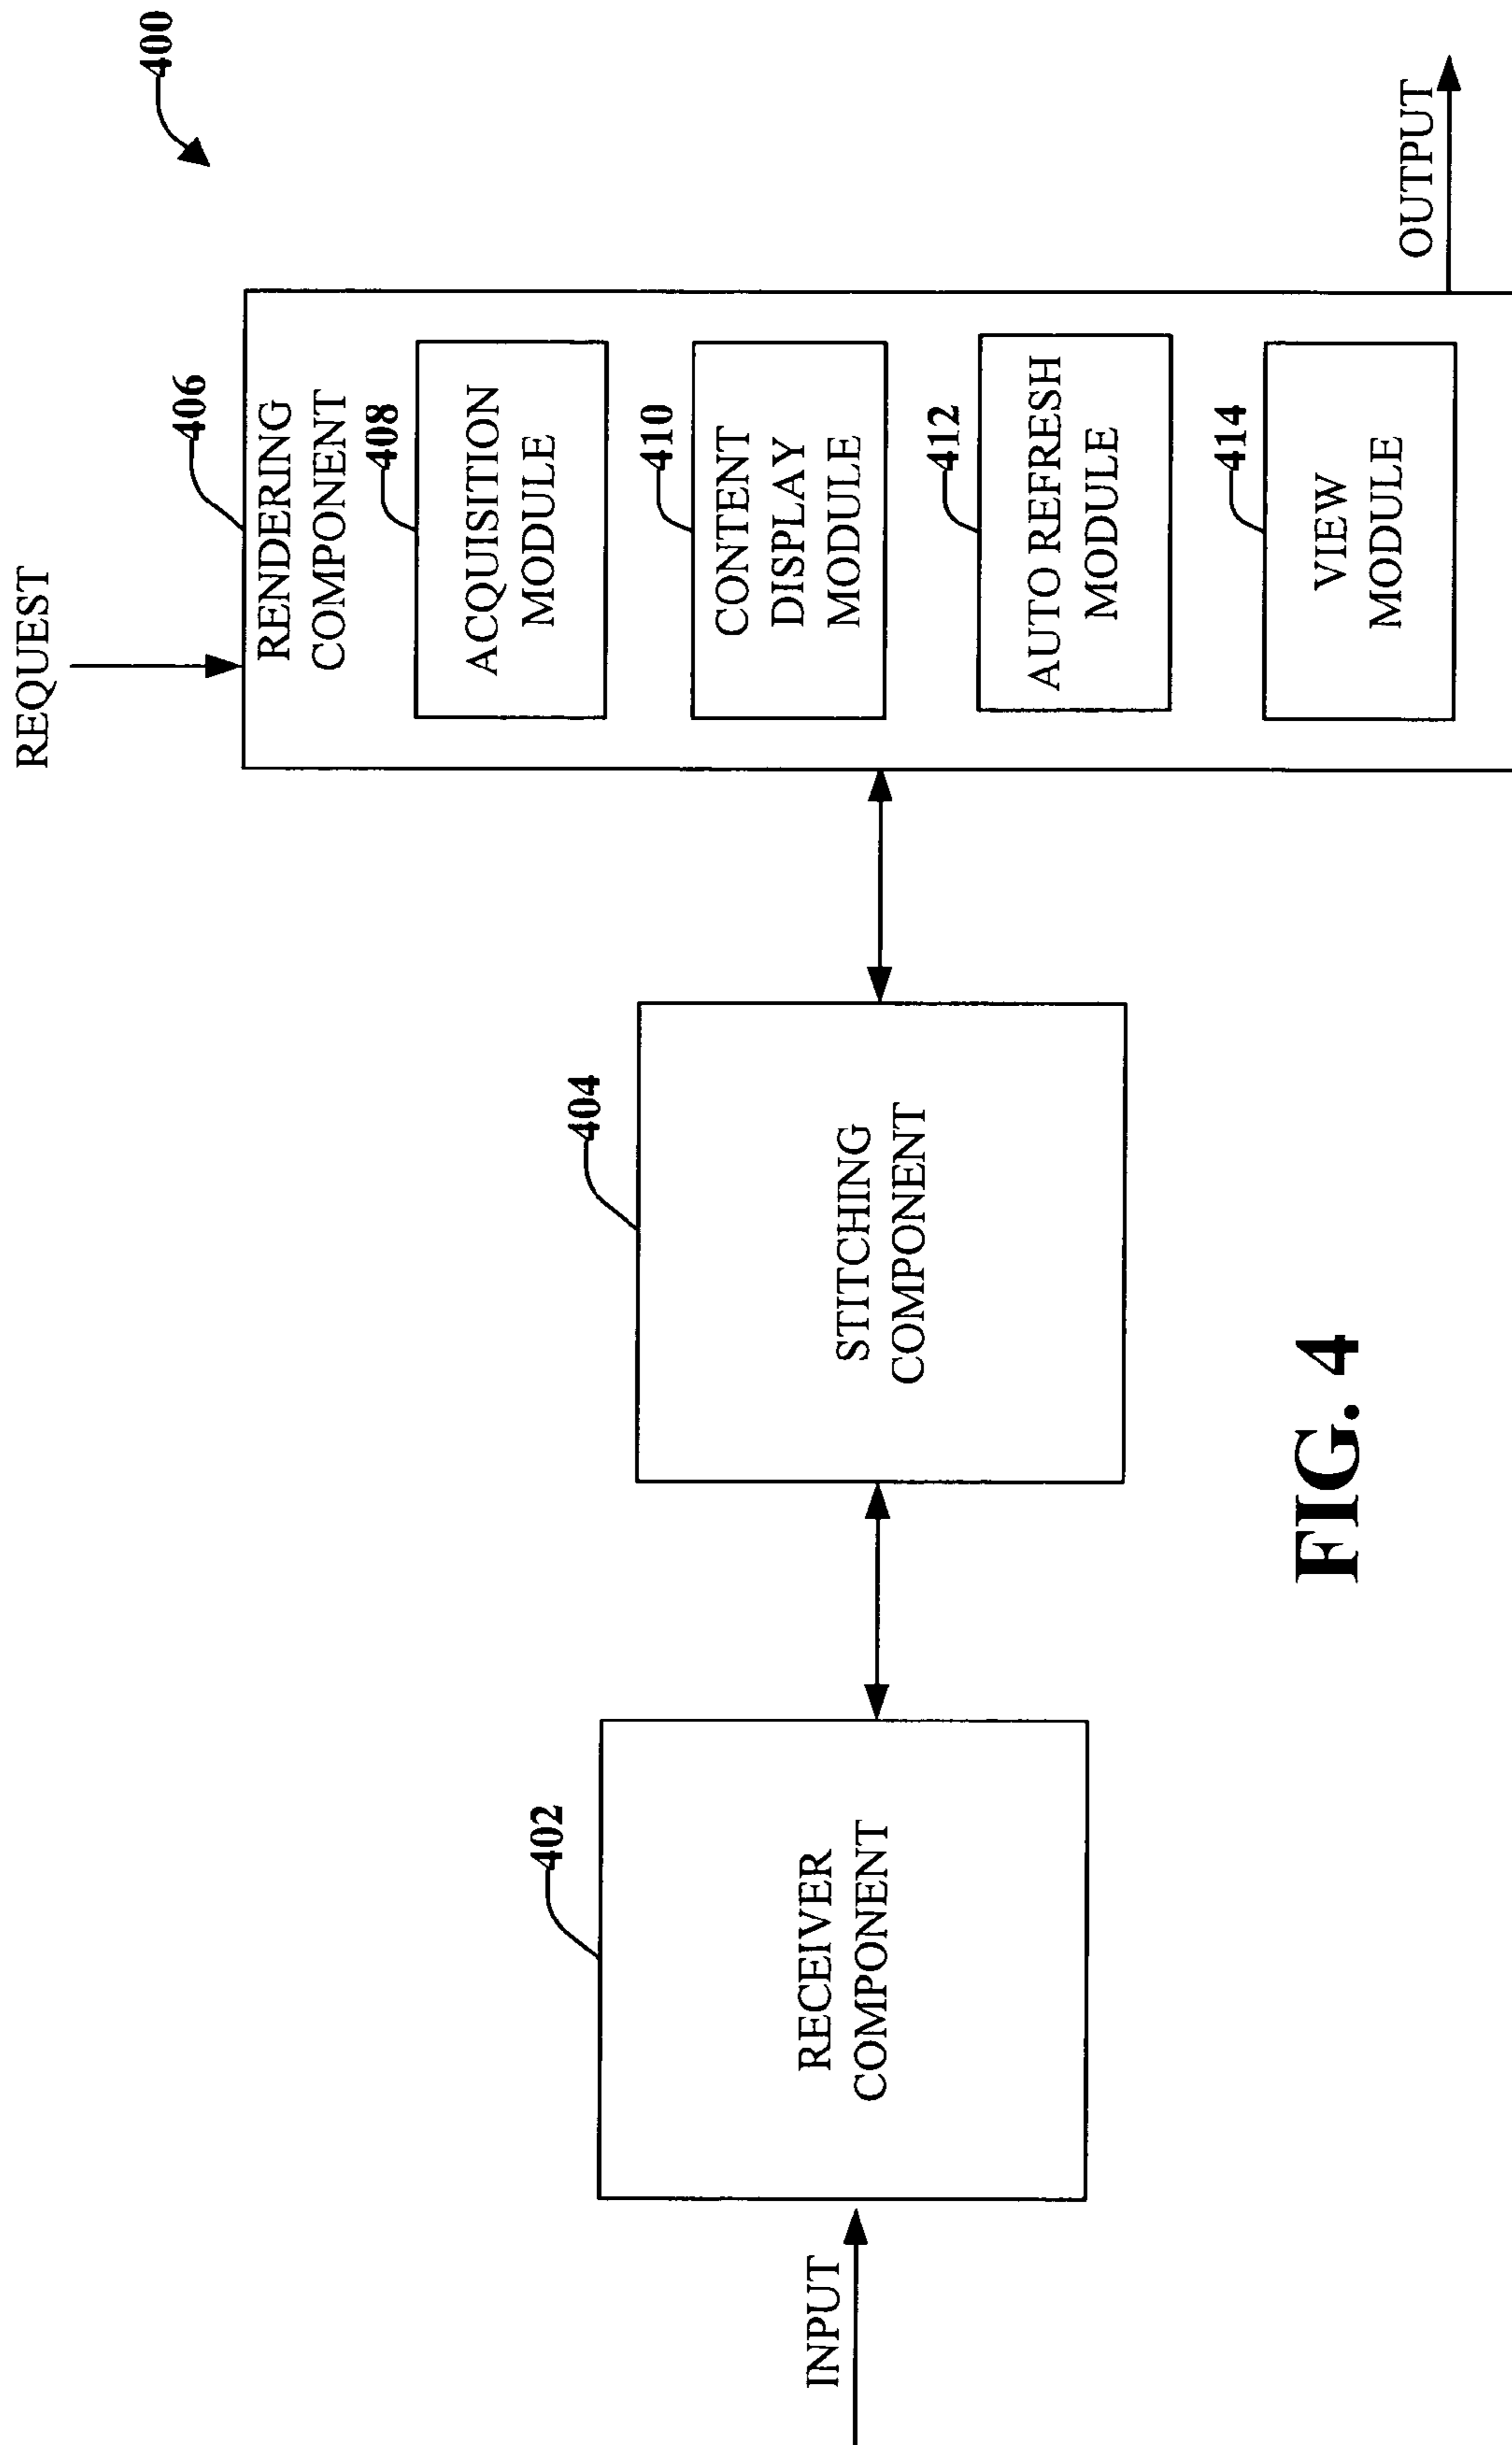 400
REQUEST
406
RENDERING
COMPONENT
408
ACQUISITION
MODULE
410
CONTENT
DISPLAY
MODULE
412
AUTO REFRESH
MODULE
414
VIEW
MODULE
OUTPUT
404
STITCHING
COMPONENT
402
RECEIVER
COMPONENT
INPUT
FIG. 4